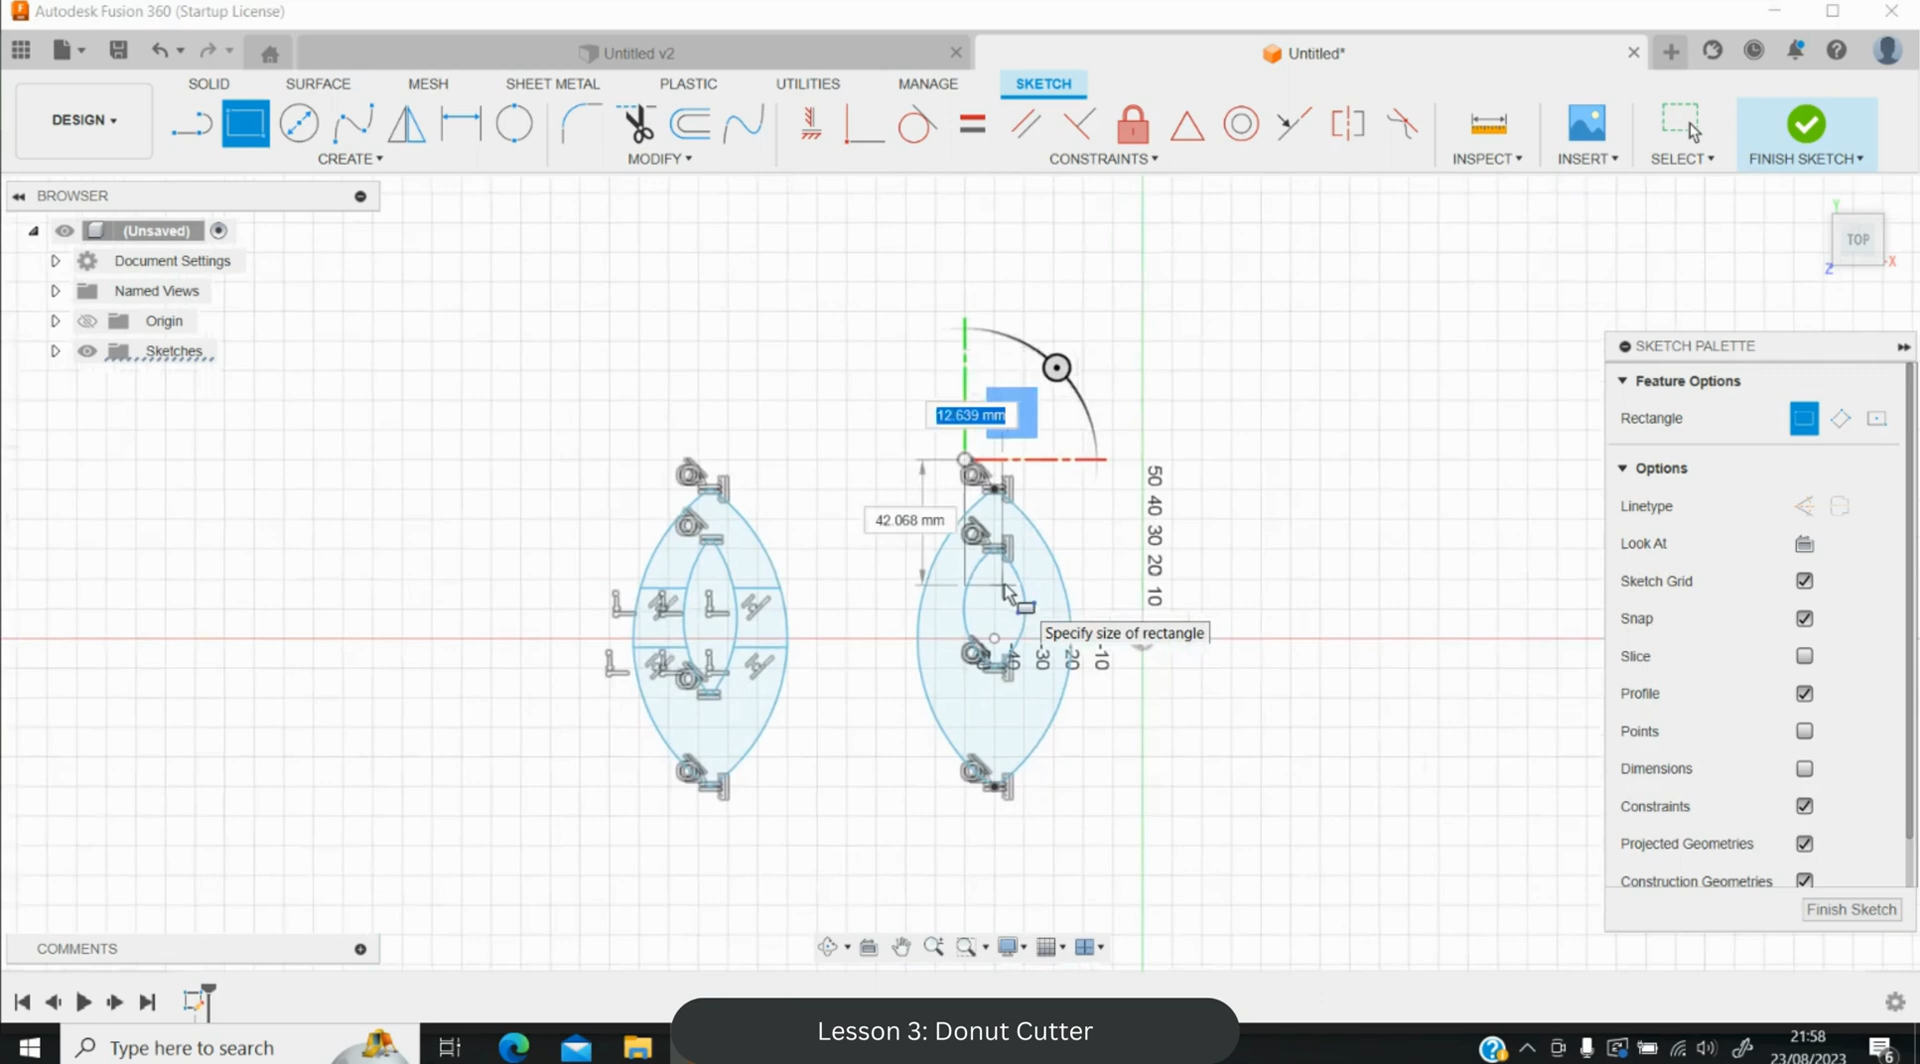 Autodesk Fusion 360 (Startup License)
Untitled v2
Untitled*
SOLID
SURFACE
MESH
SHEET METAL
PLASTIC
UTILITIES
MANAGE
SKETCH
DESIGN
CREATE
MODIFY
CONSTRAINTS
INSPECT
INSERT
SELECT
FINISH SKETCH
BROWSER
(Unsaved)
Document Settings
Named Views
Origin
Sketches
TOP
Y
X
Z
12.639 mm
42.068 mm
50
40
30
20
10
Specify size of rectangle
-40
-30
-20
-10
SKETCH PALETTE
Feature Options
Rectangle
Options
Linetype
Look At
Sketch Grid
Snap
Slice
Profile
Points
Dimensions
Constraints
Projected Geometries
Construction Geometries
Finish Sketch
COMMENTS
Lesson 3: Donut Cutter
Type here to search
21:58
23/08/2023
6